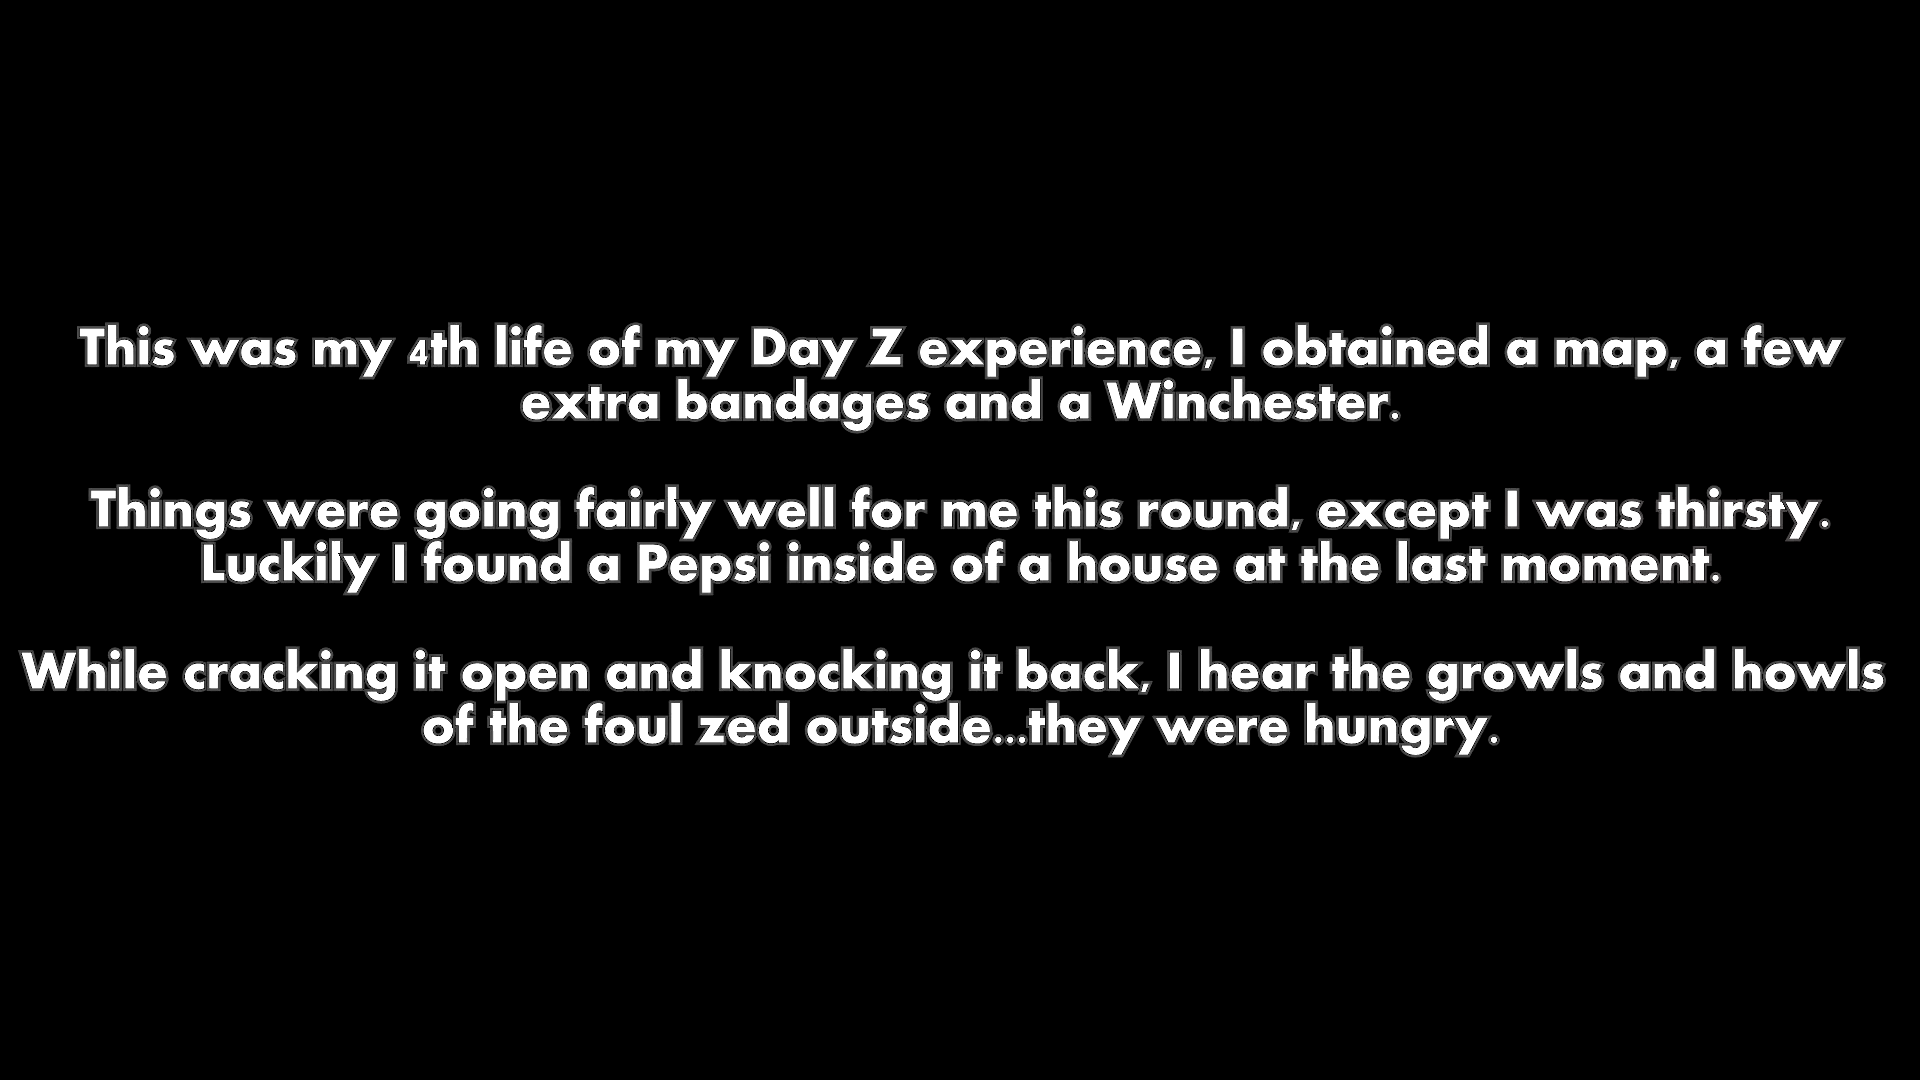 This was my 4th life of my Day Z experience, I obtained a map, a few
extra bandages and a Winchester.
Things were going fairly well for me this round, except I was thirsty.
Luckily I found a Pepsi inside of a house at the last moment.
While cracking it open and knocking it back, I hear the growls and howls
of the foul zed outside...they were hungry.